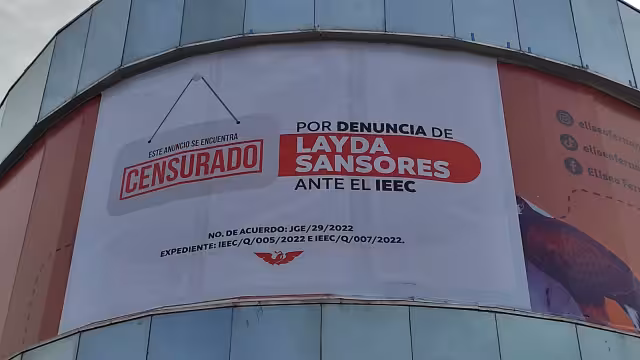 ESTE ANUNCIO SE ENCUENTRA
CENSURADO
POR DENUNCIA DE
LAYDA
SANSORES
ANTE EL IEEC
NO. DE ACUERDO: JGE/29/2022
EXPEDIENTE: IEEC/Q/005/2022 E IEEC/Q/007/2022.